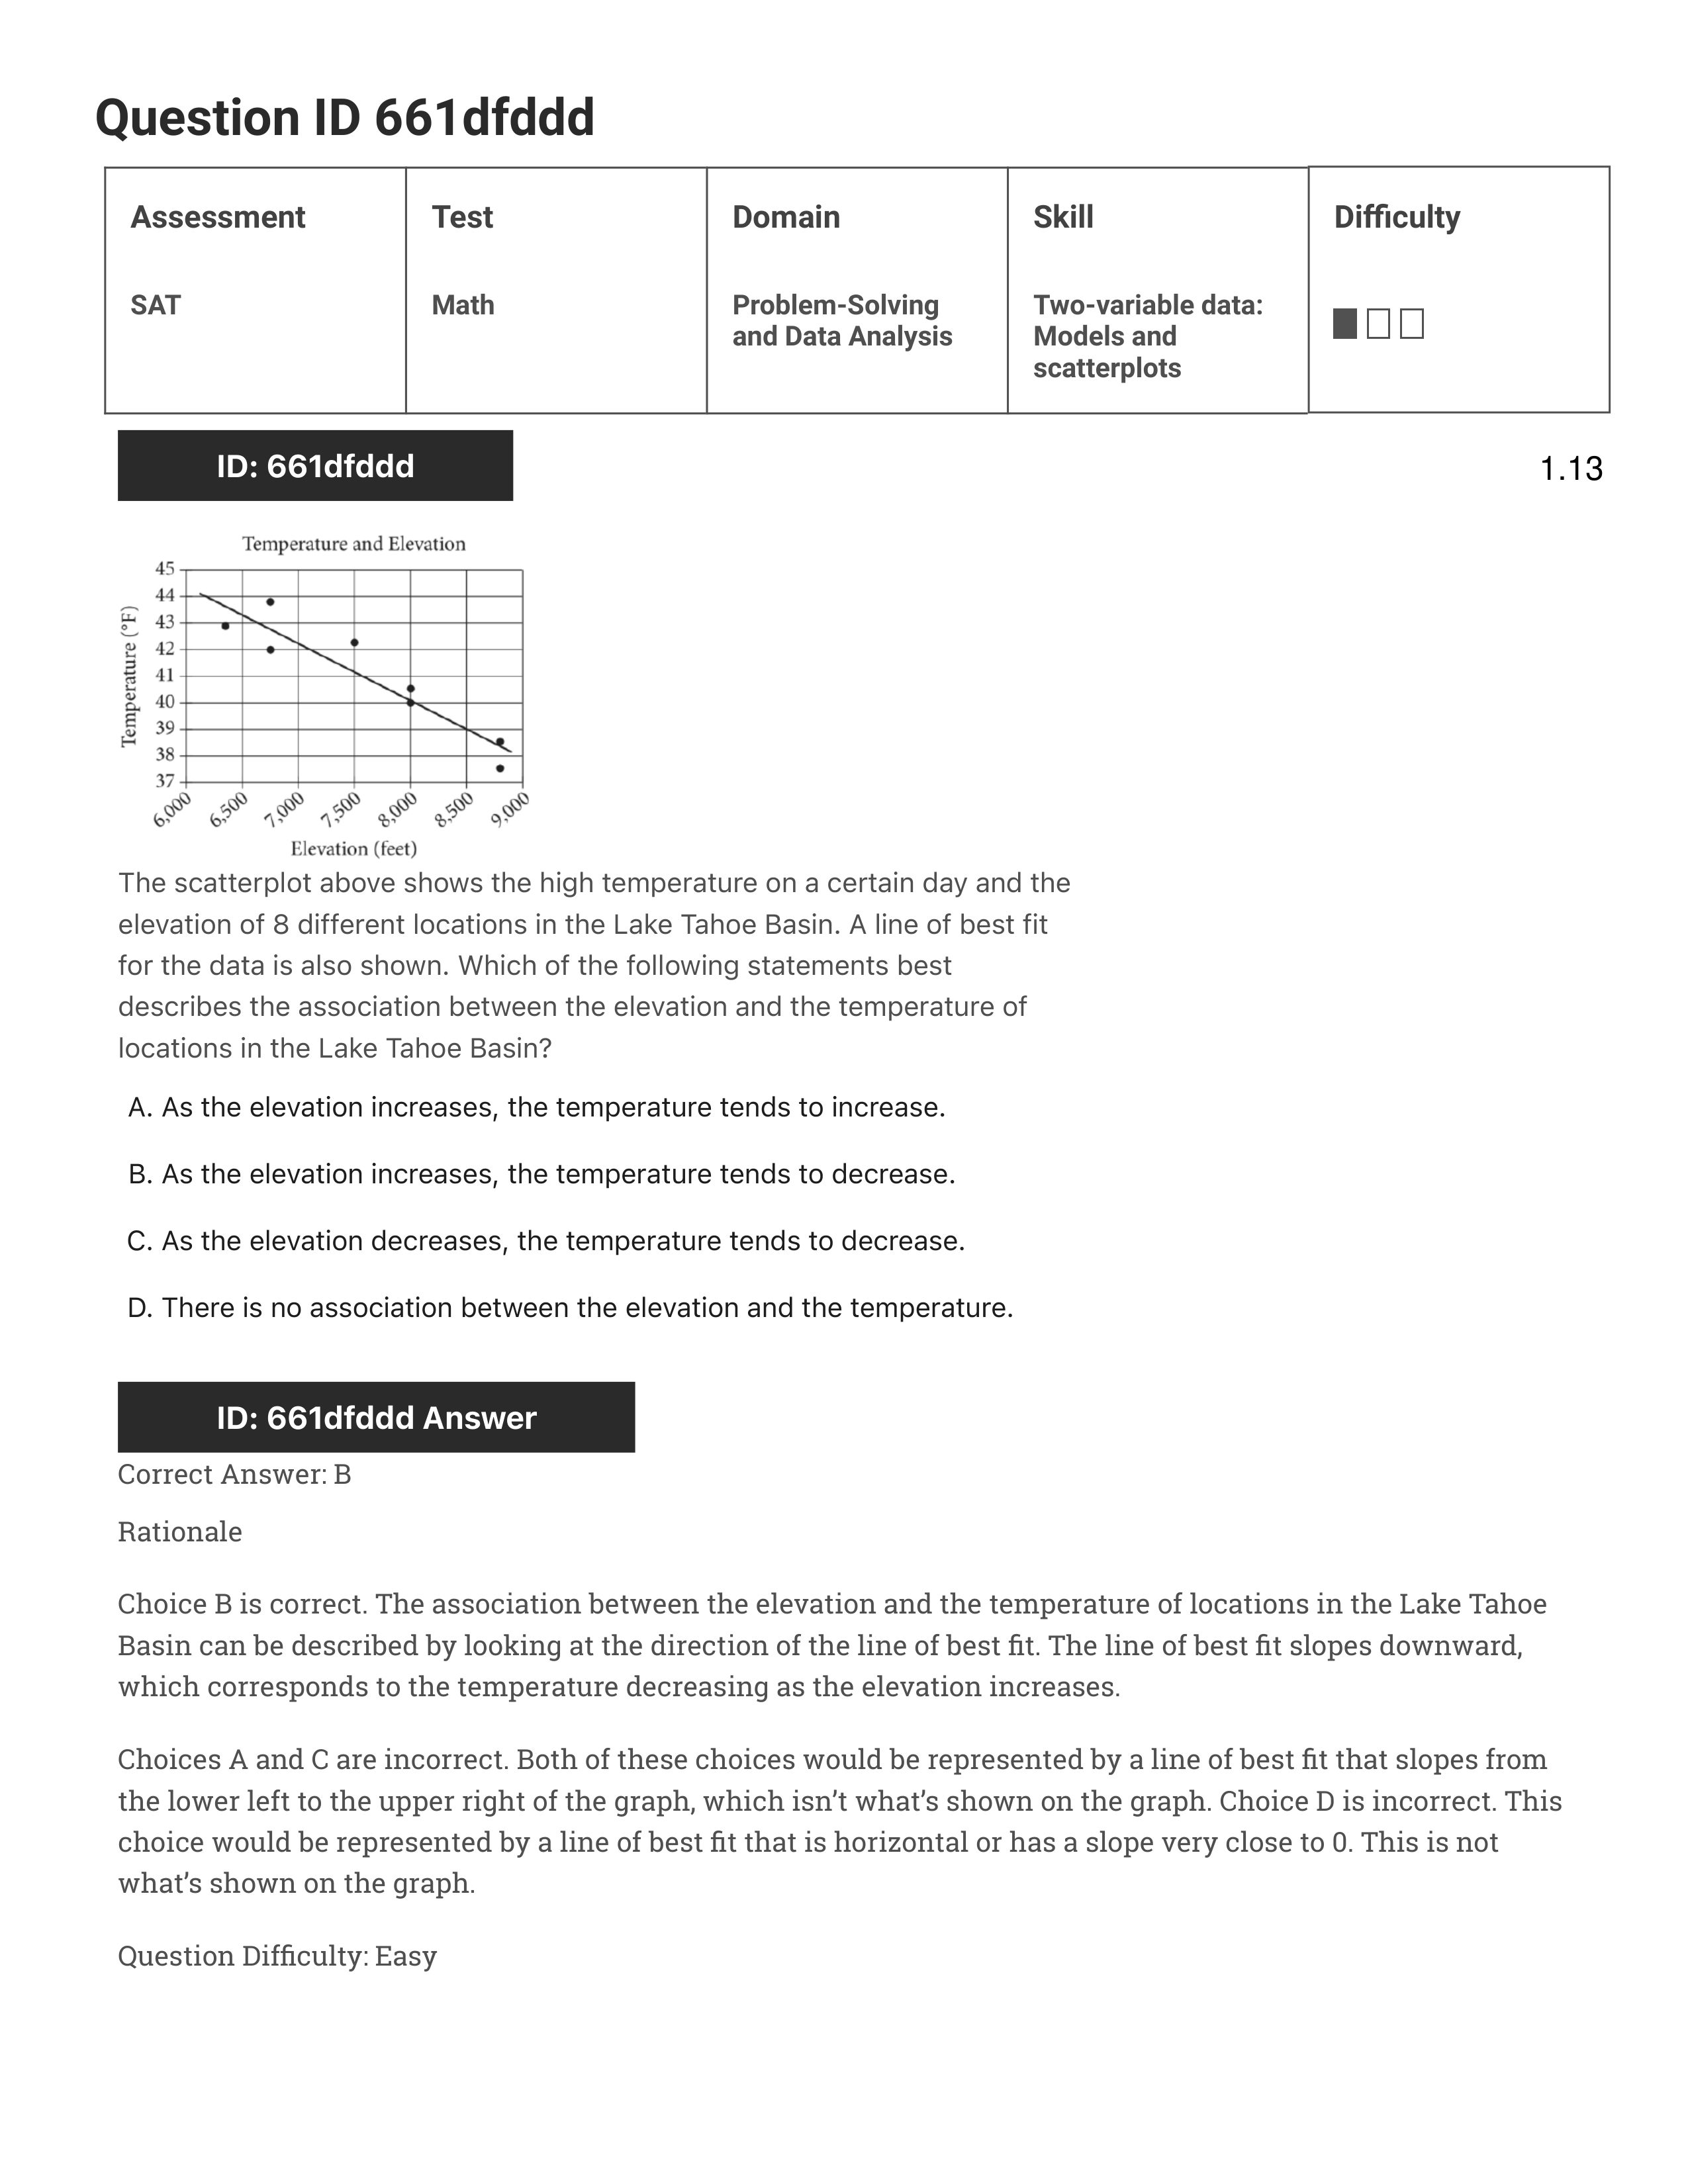 Question ID 661dfddd
Assessment
Test
Domain
Skill
Difficulty
SAT
Math
Problem-Solving
and Data Analysis
Two-variable data:
Models and
scatterplots
ID: 661dfddd
1.13
Temperature and Elevation
Temperature (°F)
45
44
43
42
41
40
39
38
37
6,000
6,500
7,000
7,500
8,000
8,500
9,000
Elevation (feet)
The scatterplot above shows the high temperature on a certain day and the
elevation of 8 different locations in the Lake Tahoe Basin. A line of best fit
for the data is also shown. Which of the following statements best
describes the association between the elevation and the temperature of
locations in the Lake Tahoe Basin?
A. As the elevation increases, the temperature tends to increase.
B. As the elevation increases, the temperature tends to decrease.
C. As the elevation decreases, the temperature tends to decrease.
D. There is no association between the elevation and the temperature.
ID: 661dfddd Answer
Correct Answer: B
Rationale
Choice B is correct. The association between the elevation and the temperature of locations in the Lake Tahoe
Basin can be described by looking at the direction of the line of best fit. The line of best fit slopes downward,
which corresponds to the temperature decreasing as the elevation increases.
Choices A and C are incorrect. Both of these choices would be represented by a line of best fit that slopes from
the lower left to the upper right of the graph, which isn’t what’s shown on the graph. Choice D is incorrect. This
choice would be represented by a line of best fit that is horizontal or has a slope very close to 0. This is not
what’s shown on the graph.
Question Difficulty: Easy